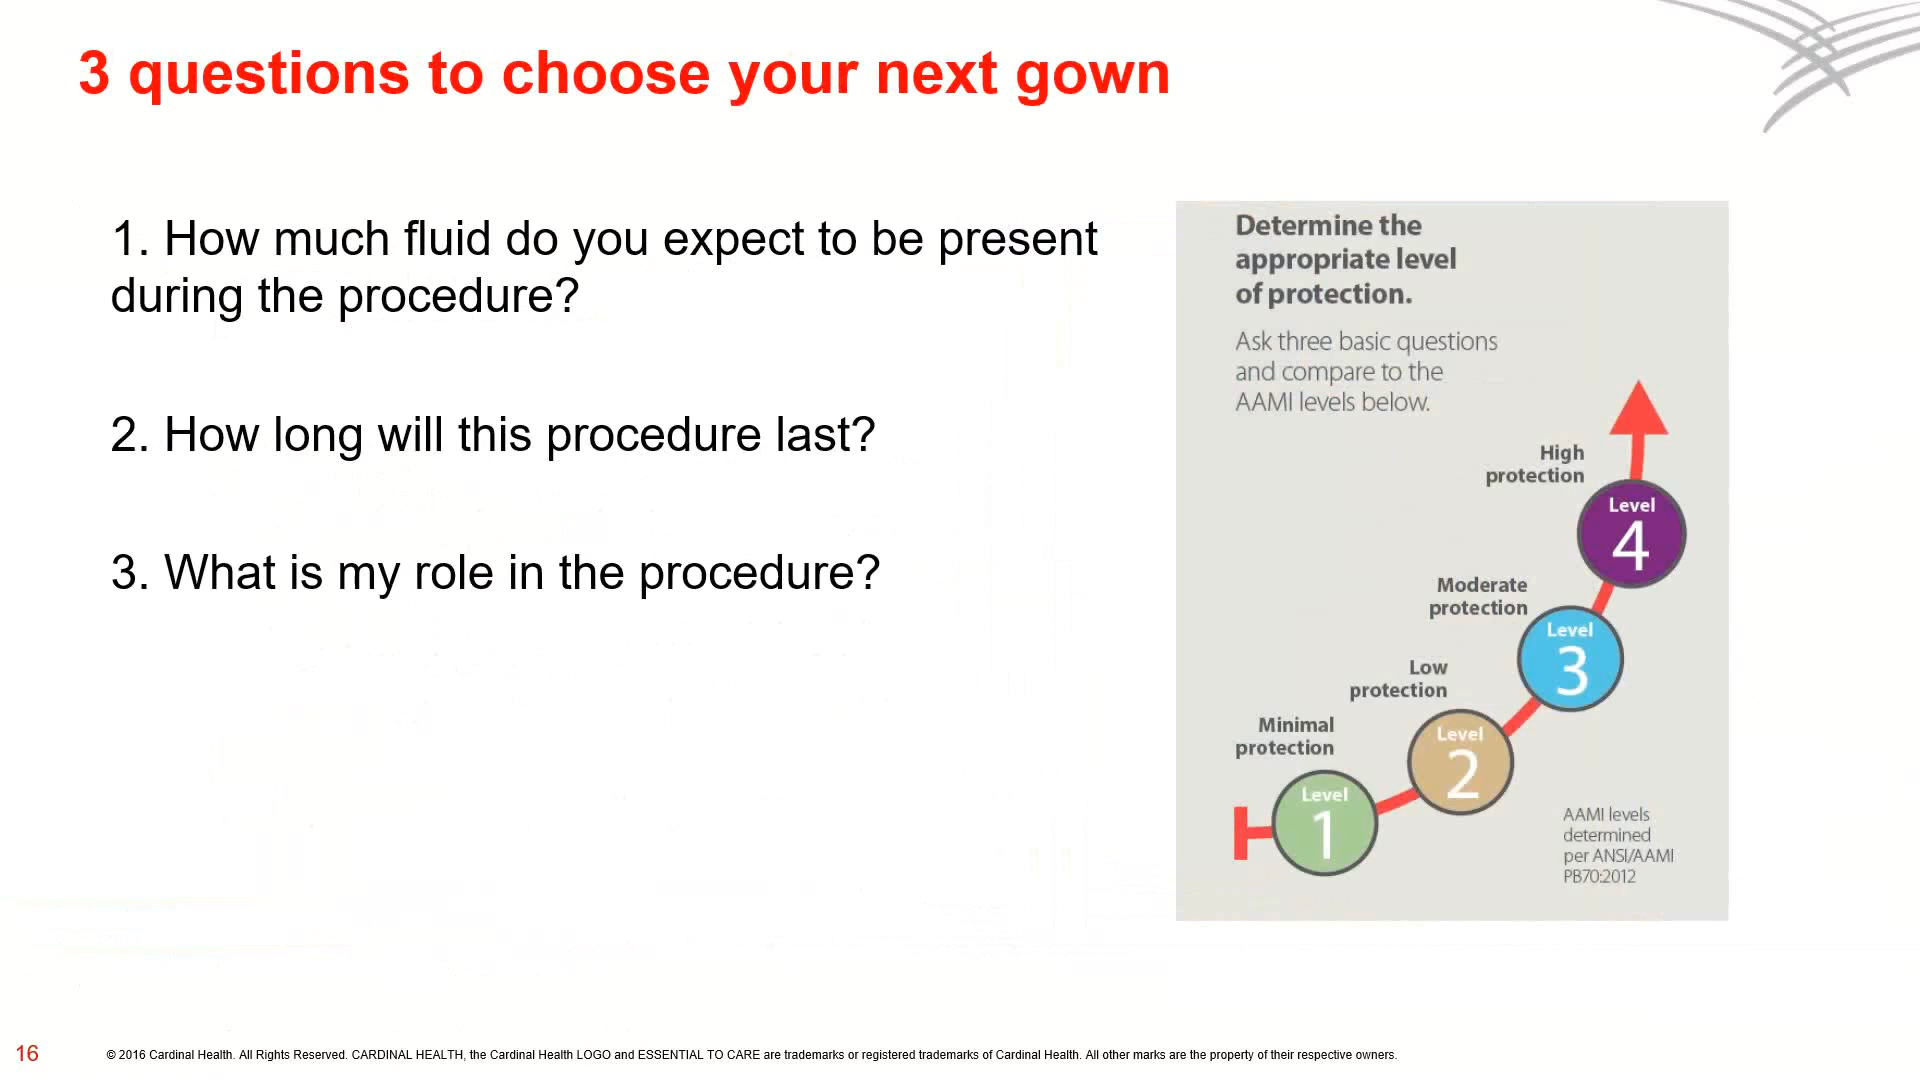 3 questions to choose your next gown
1. How much fluid do you expect to be present
during the procedure?
2. How long will this procedure last?
3. What is my role in the procedure?
Determine the
appropriate level
of protection.
Ask three basic questions
and compare to the
AAMI levels below.
High
protection
Level
4
Moderate
protection
Level
3
Low
protection
Level
2
Minimal
protection
Level
1
AAMI levels
determined
per ANSI/AAMI
PB70:2012
16
© 2016 Cardinal Health. All Rights Reserved. CARDINAL HEALTH, the Cardinal Health LOGO and ESSENTIAL TO CARE are trademarks or registered trademarks of Cardinal Health. All other marks are the property of their respective owners.